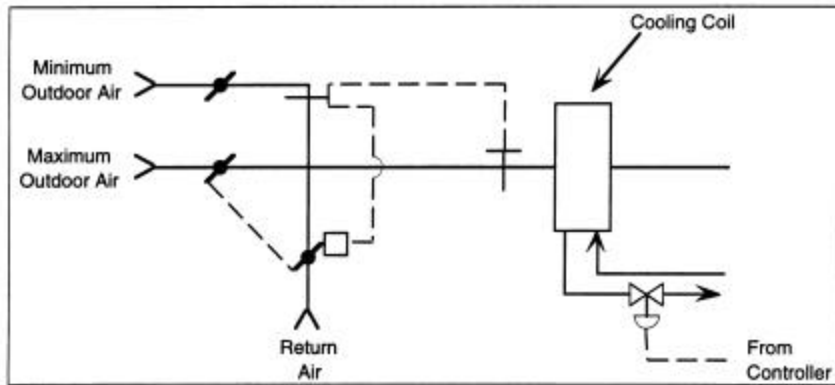 Cooling Coil
Minimum
Outdoor Air
Maximum
Outdoor Air
Return
Air
From
Controller